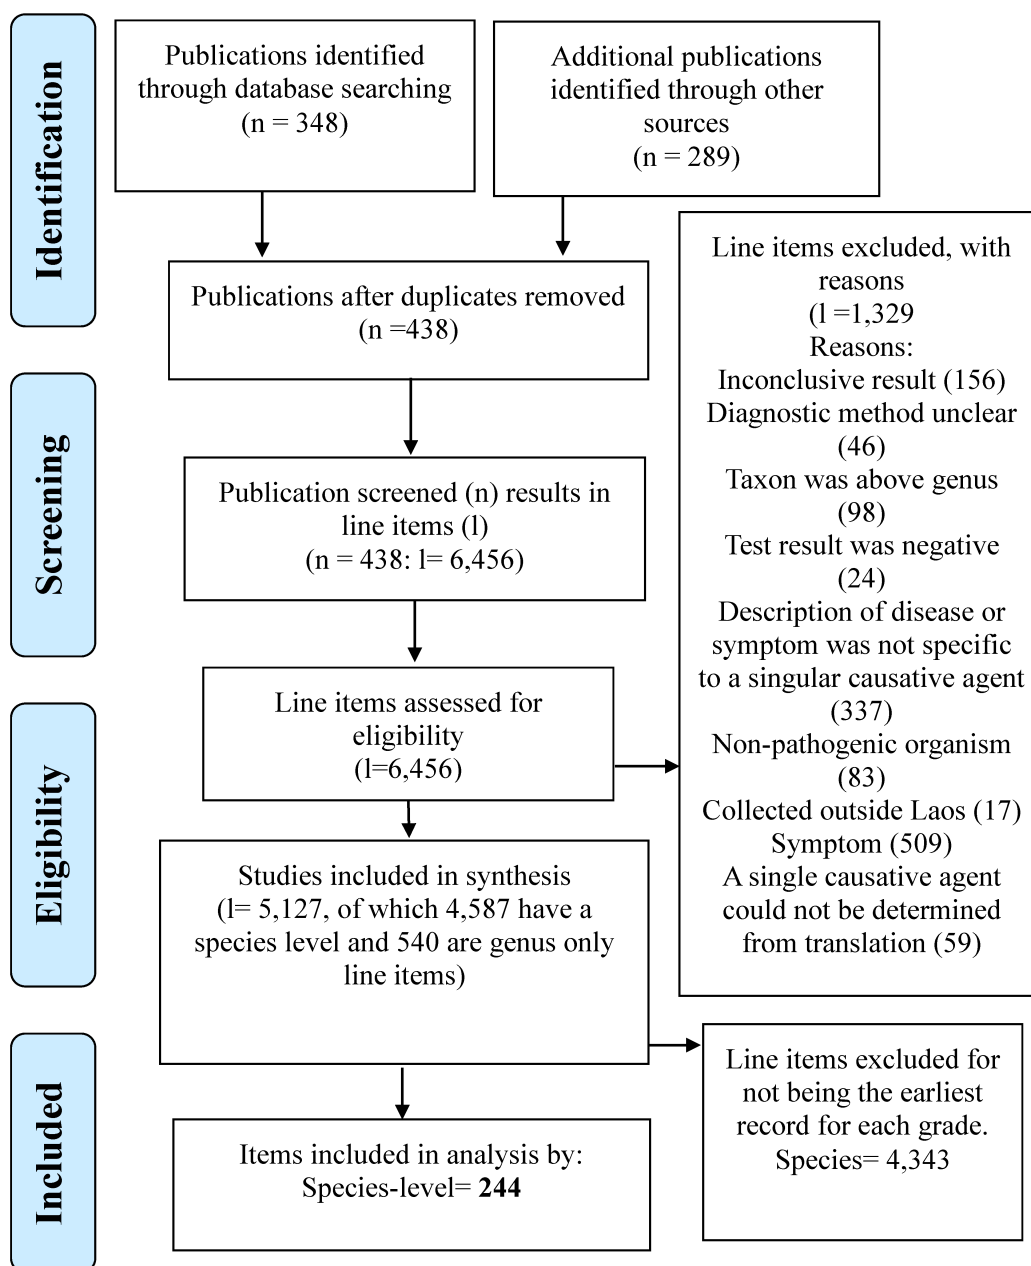 Identification
Publications identified
through database searching
(n = 348)
Additional publications
identified through other
sources
(n = 289)
Publications after duplicates removed
(n =438)
Line items excluded, with
reasons
(l =1,329
Reasons:
Inconclusive result (156)
Diagnostic method unclear
(46)
Taxon was above genus
(98)
Test result was negative
(24)
Description of disease or
symptom was not specific
to a singular causative agent
(337)
Non-pathogenic organism
(83)
Collected outside Laos (17)
Symptom (509)
A single causative agent
could not be determined
from translation (59)
Screening
Publication screened (n) results in
line items (l)
(n = 438: l= 6,456)
Eligibility
Line items assessed for
eligibility
(l=6,456)
Studies included in synthesis
(l= 5,127, of which 4,587 have a
species level and 540 are genus only
line items)
Included
Line items excluded for
not being the earliest
record for each grade.
Species= 4,343
Items included in analysis by:
Species-level= 244